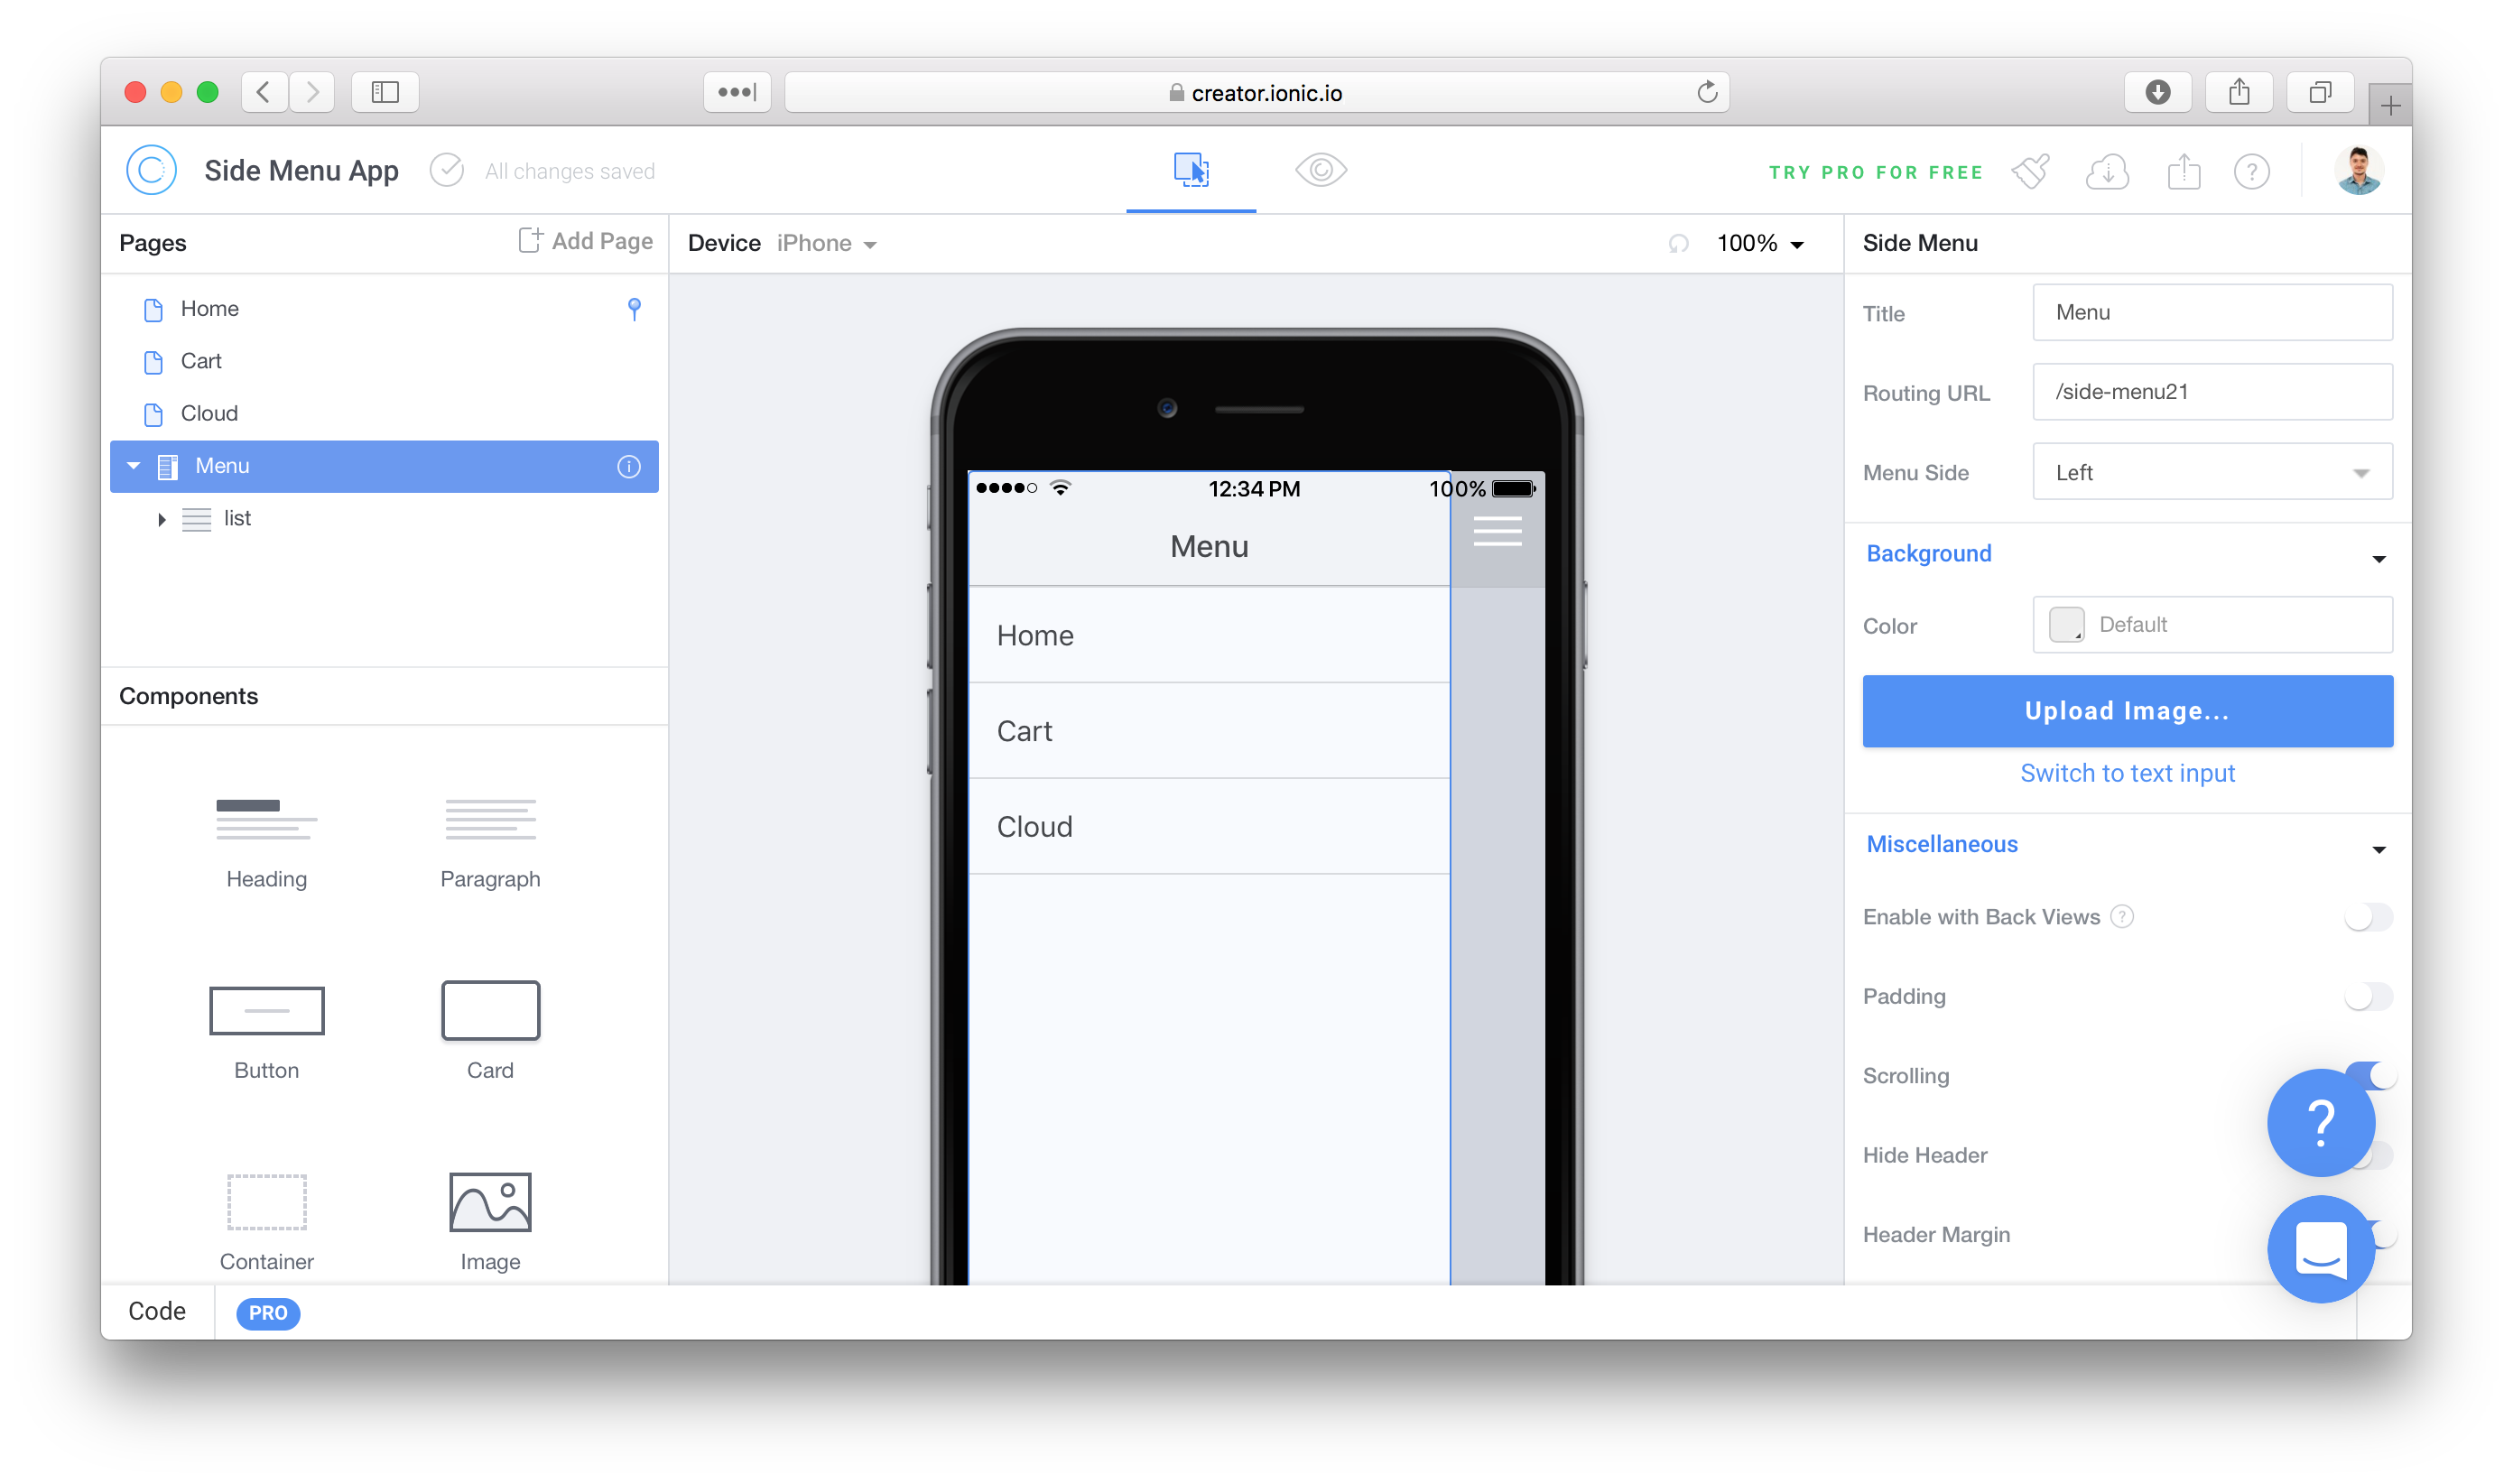 creator.ionic.io
Side Menu App
All changes saved
TRY PRO FOR FREE
?
Pages
Add Page
Home
Cart
Cloud
Menu
list
Components
Heading
Paragraph
Button
Card
Container
Image
Device iPhone
100%
12:34 PM
100%
Menu
Home
Cart
Cloud
Side Menu
Title
Menu
Routing URL
/side-menu21
Menu Side
Left
Background
Color
Default
Upload Image...
Switch to text input
Miscellaneous
Enable with Back Views ?
Padding
Scrolling
?
Hide Header
Header Margin
Code
PRO